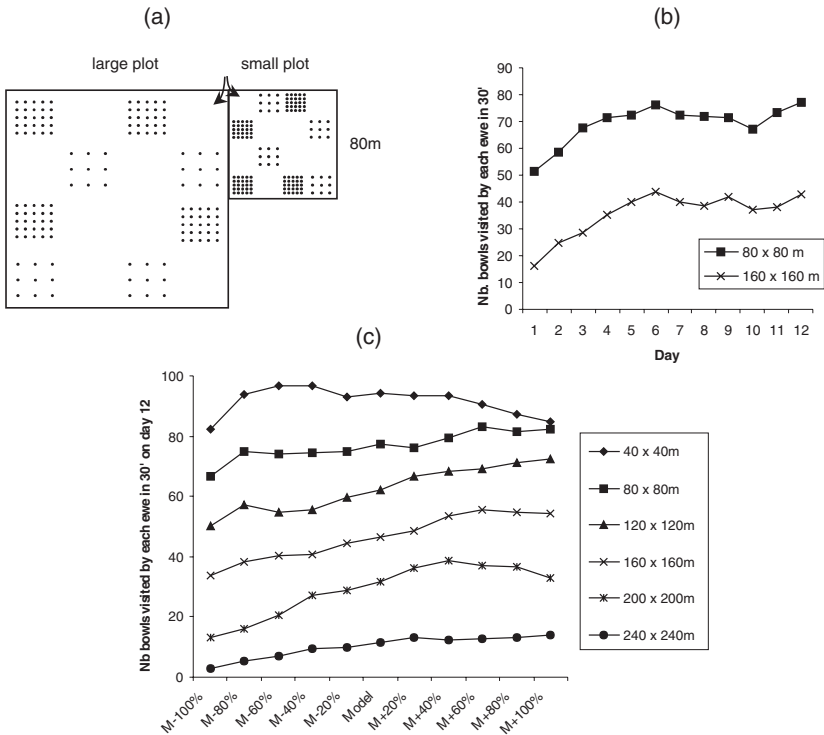 (a)
large plot
small plot
80m
(b)
Nb. bowls visited by each ewe in 30'
90
80
70
60
50
40
30
20
10
0
80 x 80 m
160 x 160 m
1 2 3 4 5 6 7 8 9 10 11 12
Day
(c)
Nb bowls visited by each ewe in 30' on day 12
100
80
60
40
20
0
40 x 40m
80 x 80m
120 x 120m
160 x 160m
200 x 200m
240 x 240m
M-100% M-80% M-60% M-40% M-20% Model M+20% M+40% M+60% M+80% M+100%